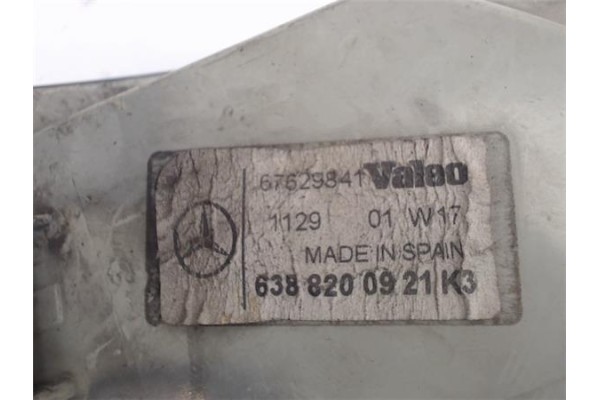 67629841 Valeo
1129 01 W17
MADE IN SPAIN
638 820 09 21 K3